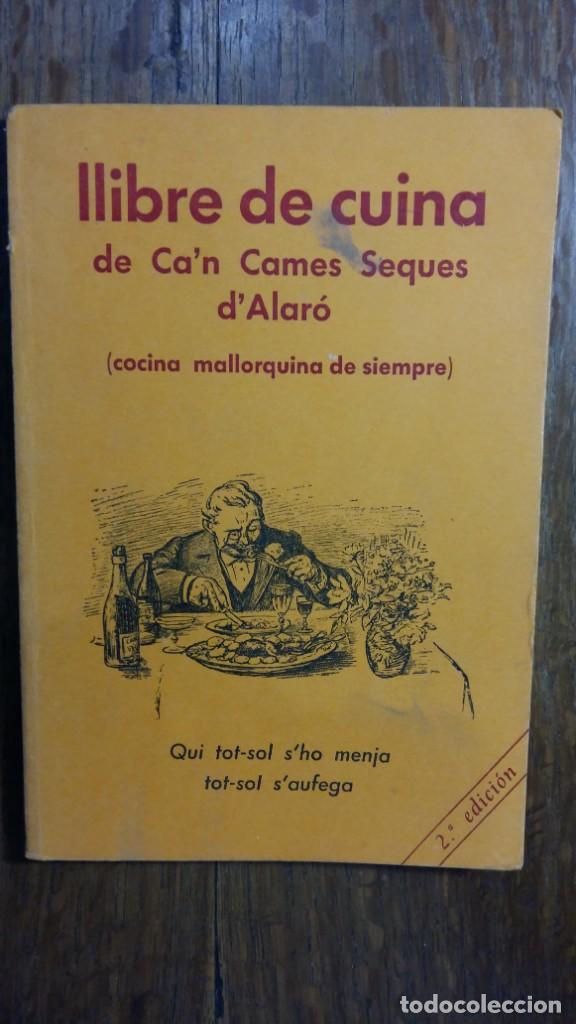 llibre de cuina
de Ca'n Cames Seques
d'Alaró
(cocina mallorquina de siempre)
Qui tot-sol s'ho menja
tot-sol s'aufega
2.ª edición
todocoleccion